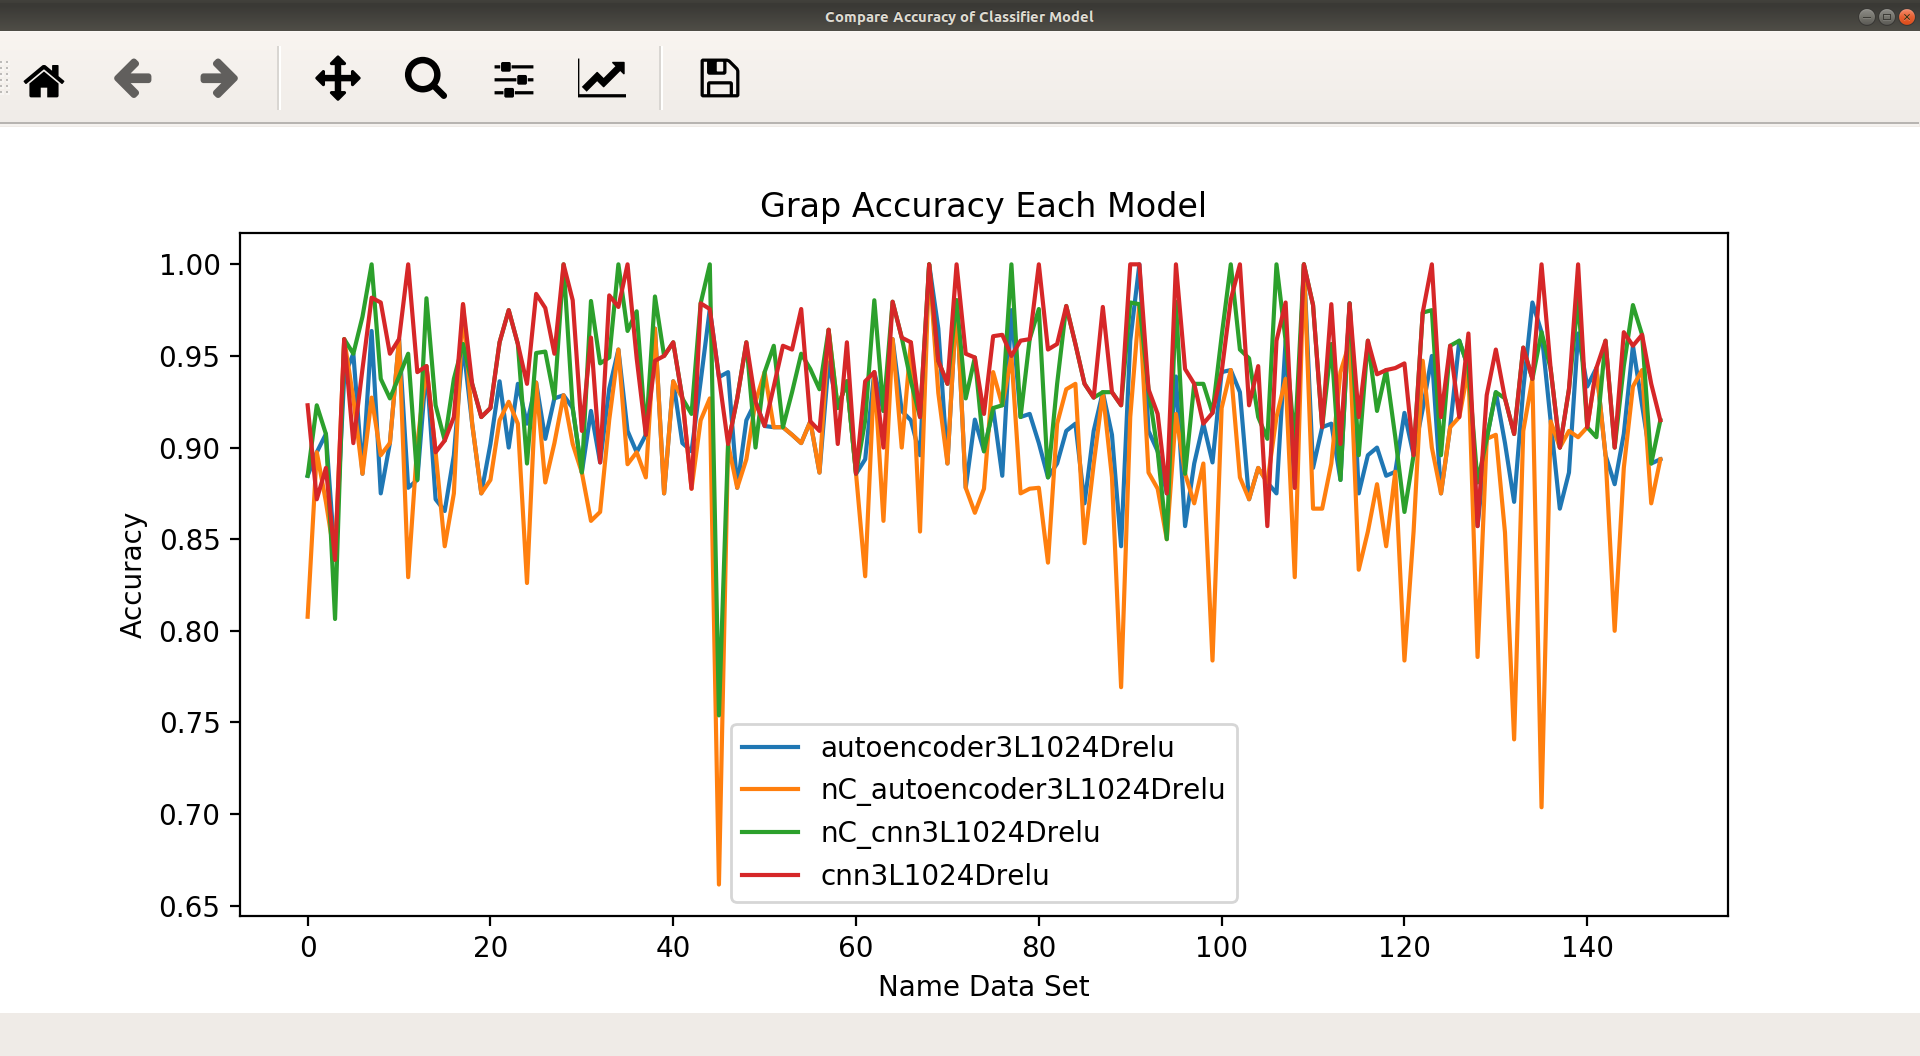 Compare Accuracy of Classifier Model
Grap Accuracy Each Model
1.00
0.95
0.90
0.85
0.80
0.75
0.70
0.65
Accuracy
autoencoder3L1024Drelu
nC_autoencoder3L1024Drelu
nC_cnn3L1024Drelu
cnn3L1024Drelu
0 20 40 60 80 100 120 140
Name Data Set